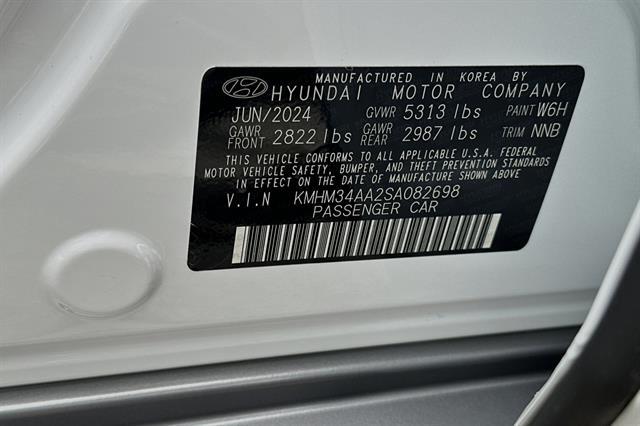 MANUFACTURED IN KOREA BY
HYUNDAI MOTOR COMPANY
JUN/2024 GVWR 5313 lbs PAINT W6H
GAWR FRONT 2822 lbs GAWR REAR 2987 lbs TRIM NNB
THIS VEHICLE CONFORMS TO ALL APPLICABLE U.S.A. FEDERAL
MOTOR VEHICLE SAFETY, BUMPER, AND THEFT PREVENTION STANDARDS
IN EFFECT ON THE DATE OF MANUFACTURE SHOWN ABOVE.
V.I.N KMHM34AA2SA082698
PASSENGER CAR